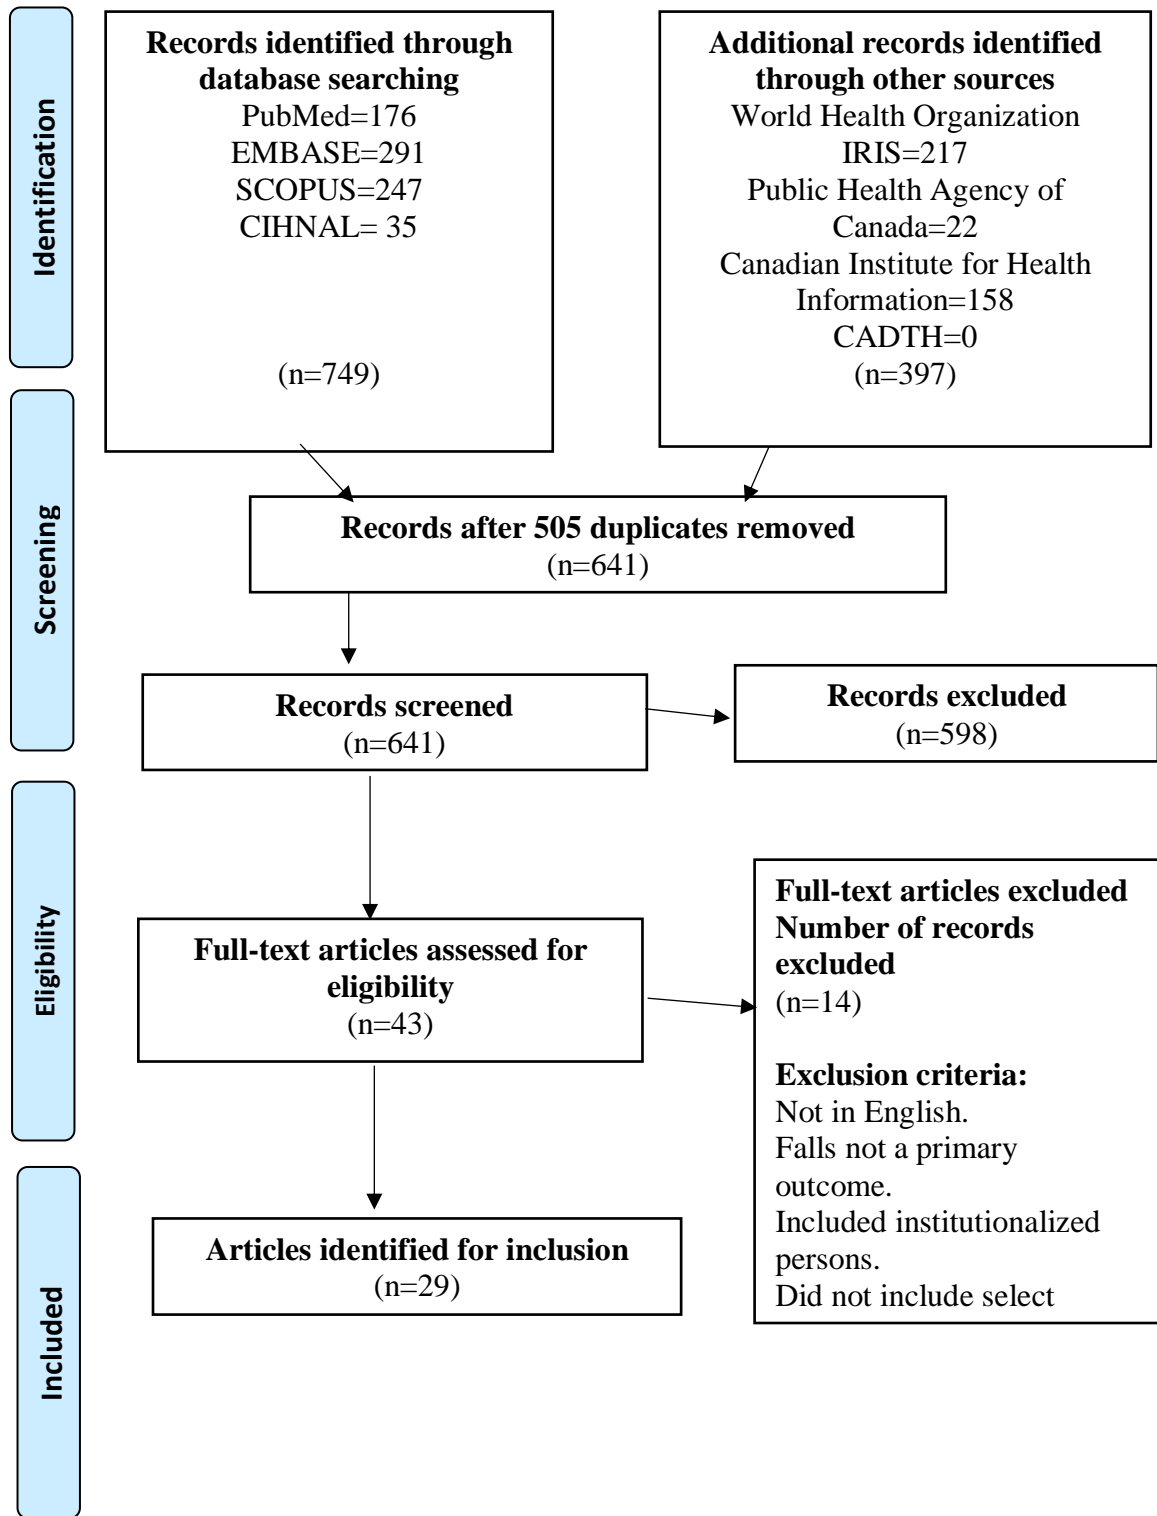 Identification
Records identified through
database searching
PubMed=176
EMBASE=291
SCOPUS=247
CIHNAL= 35
(n=749)
Additional records identified
through other sources
World Health Organization
IRIS=217
Public Health Agency of
Canada=22
Canadian Institute for Health
Information=158
CADTH=0
(n=397)
Screening
Records after 505 duplicates removed
(n=641)
Records screened
(n=641)
Records excluded
(n=598)
Eligibility
Full-text articles assessed for
eligibility
(n=43)
Full-text articles excluded
Number of records
excluded
(n=14)
Exclusion criteria:
Not in English.
Falls not a primary
outcome.
Included institutionalized
persons.
Did not include select
Included
Articles identified for inclusion
(n=29)